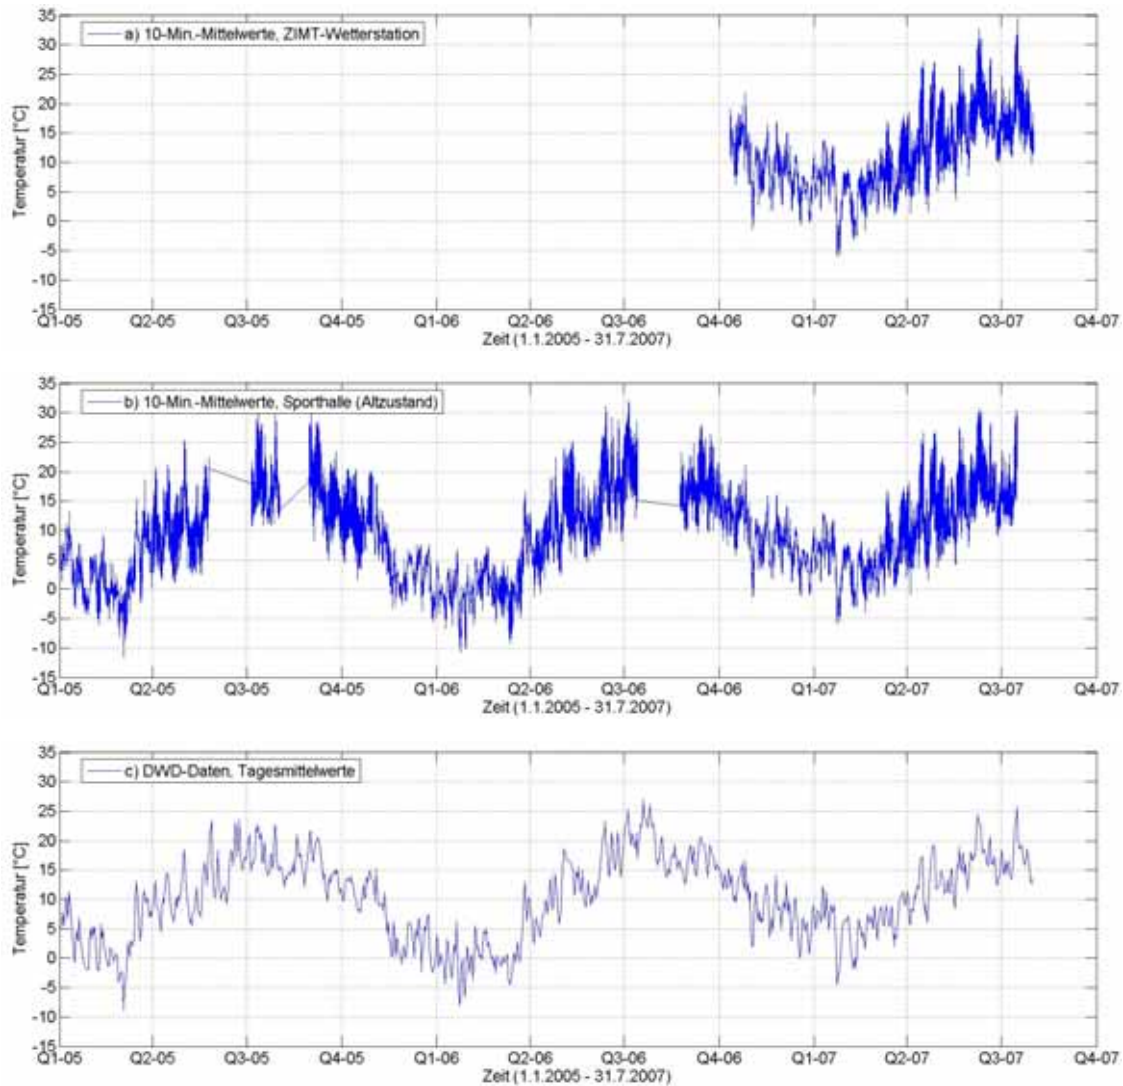 35
a) 10-Min.-Mittelwerte, ZIMT-Wetterstation
30
25
20
15
10
5
0
-5
-10
-15
Temperatur [°C]
Q1-05 Q2-05 Q3-05 Q4-05 Q1-06 Q2-06 Q3-06 Q4-06 Q1-07 Q2-07 Q3-07 Q4-07
Zeit (1.1.2005 - 31.7.2007)
35
b) 10-Min.-Mittelwerte, Sporthalle (Altzustand)
30
25
20
15
10
5
0
-5
-10
-15
Temperatur [°C]
Q1-05 Q2-05 Q3-05 Q4-05 Q1-06 Q2-06 Q3-06 Q4-06 Q1-07 Q2-07 Q3-07 Q4-07
Zeit (1.1.2005 - 31.7.2007)
35
c) DWD-Daten, Tagesmittelwerte
30
25
20
15
10
5
0
-5
-10
-15
Temperatur [°C]
Q1-05 Q2-05 Q3-05 Q4-05 Q1-06 Q2-06 Q3-06 Q4-06 Q1-07 Q2-07 Q3-07 Q4-07
Zeit (1.1.2005 - 31.7.2007)